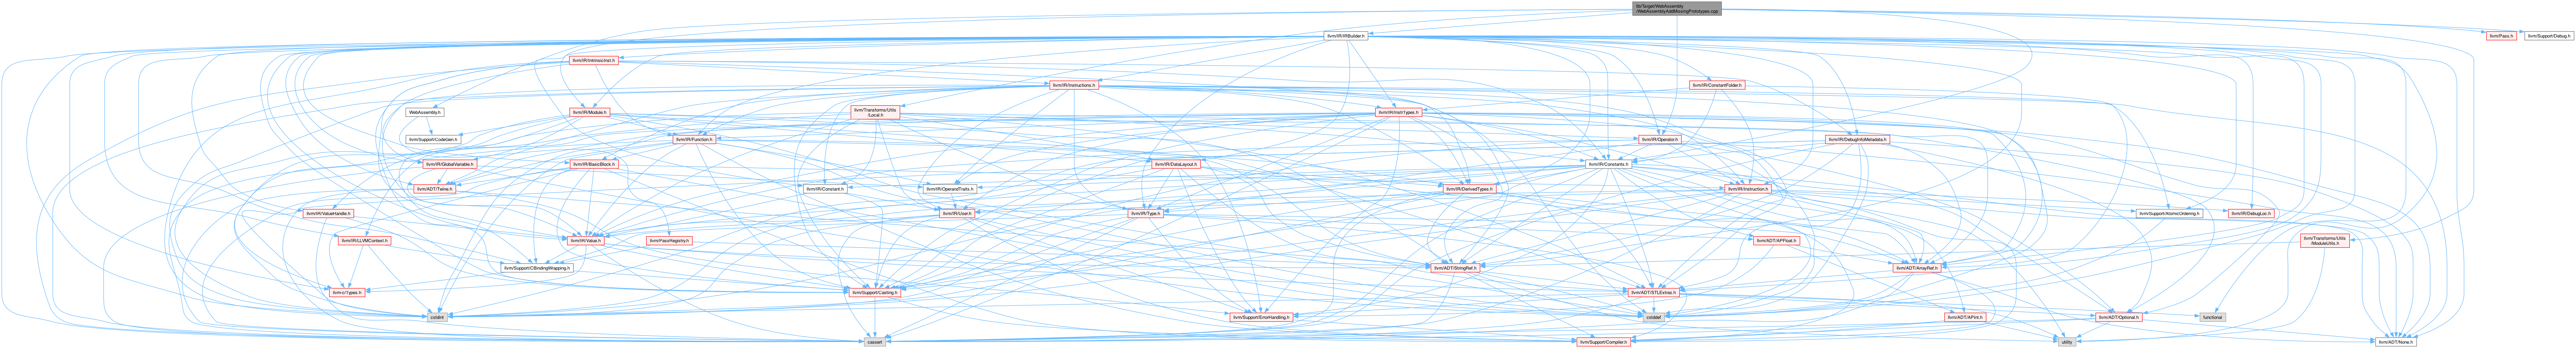 lib/Target/WebAssembly
/WebAssemblyAddMissingPrototypes.cpp
llvm/IR/IRBuilder.h
llvm/Pass.h
llvm/Support/Debug.h
llvm/IR/IntrinsicInst.h
llvm/IR/Instructions.h
llvm/IR/ConstantFolder.h
WebAssembly.h
llvm/IR/Module.h
llvm/Transforms/Utils
/Local.h
llvm/IR/InstrTypes.h
llvm/Support/CodeGen.h
llvm/IR/Function.h
llvm/IR/Operator.h
llvm/IR/DebugInfoMetadata.h
llvm/IR/GlobalVariable.h
llvm/IR/BasicBlock.h
llvm/IR/DataLayout.h
llvm/IR/Constants.h
llvm/ADT/Twine.h
llvm/IR/Constant.h
llvm/IR/OperandTraits.h
llvm/IR/DerivedTypes.h
llvm/IR/Instruction.h
llvm/IR/ValueHandle.h
llvm/IR/User.h
llvm/IR/Type.h
llvm/Support/AtomicOrdering.h
llvm/IR/DebugLoc.h
llvm/IR/LLVMContext.h
llvm/IR/Value.h
llvm/PassRegistry.h
llvm/ADT/APFloat.h
llvm/Transforms/Utils
/ModuleUtils.h
llvm/Support/CBindingWrapping.h
llvm/ADT/StringRef.h
llvm/ADT/ArrayRef.h
llvm-c/Types.h
llvm/Support/Casting.h
llvm/ADT/STLExtras.h
cstdint
llvm/Support/ErrorHandling.h
cstddef
llvm/ADT/APInt.h
llvm/ADT/Optional.h
functional
cassert
llvm/Support/Compiler.h
utility
llvm/ADT/None.h